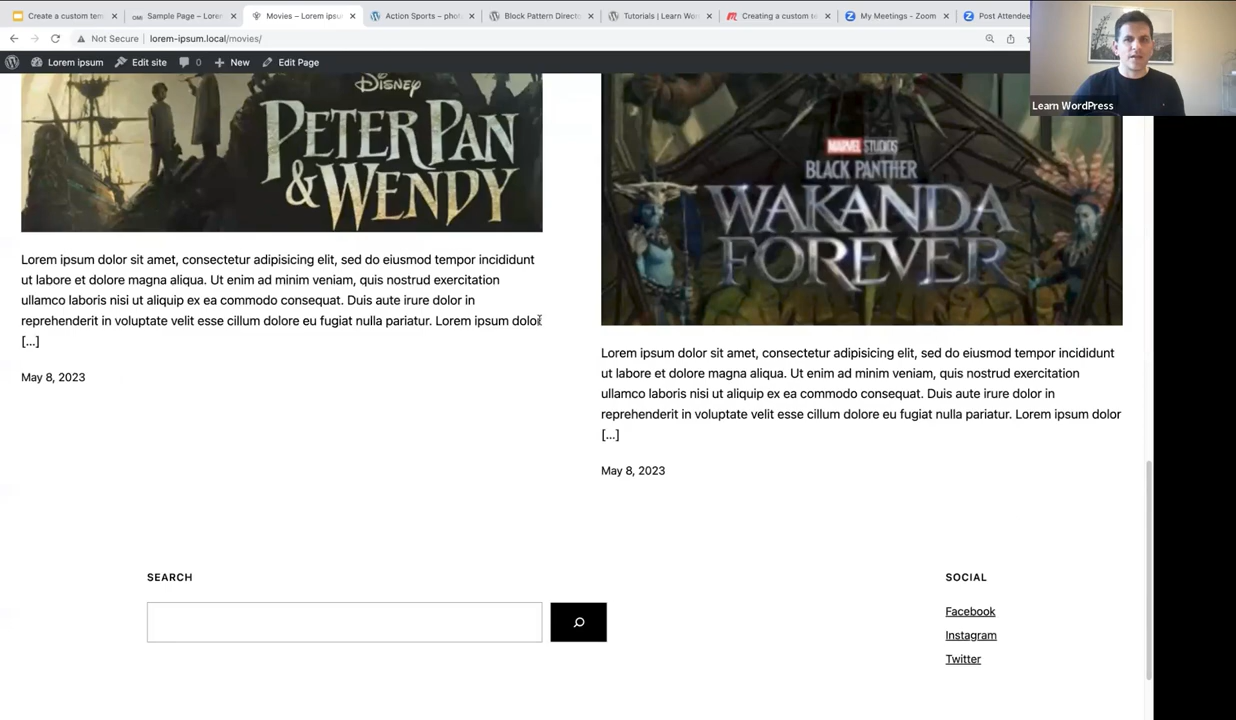 Create a custom tem
Sample Page – Loren
Movies – Lorem ipsu
Action Sports – phot
Block Pattern Direct
Tutorials | Learn Wor
Creating a custom te
My Meetings - Zoom
Post Attendee
Not Secure
lorem-ipsum.local/movies/
Lorem ipsum
Edit site
0
New
Edit Page
Learn WordPress
DISNEY
PETER PAN
& WENDY
Lorem ipsum dolor sit amet, consectetur adipisicing elit, sed do eiusmod tempor incididunt
ut labore et dolore magna aliqua. Ut enim ad minim veniam, quis nostrud exercitation
ullamco laboris nisi ut aliquip ex ea commodo consequat. Duis aute irure dolor in
reprehenderit in voluptate velit esse cillum dolore eu fugiat nulla pariatur. Lorem ipsum dolor
[…]
May 8, 2023
MARVEL STUDIOS
BLACK PANTHER
WAKANDA
FOREVER
Lorem ipsum dolor sit amet, consectetur adipisicing elit, sed do eiusmod tempor incididunt
ut labore et dolore magna aliqua. Ut enim ad minim veniam, quis nostrud exercitation
ullamco laboris nisi ut aliquip ex ea commodo consequat. Duis aute irure dolor in
reprehenderit in voluptate velit esse cillum dolore eu fugiat nulla pariatur. Lorem ipsum dolor
[…]
May 8, 2023
SEARCH
SOCIAL
Facebook
Instagram
Twitter